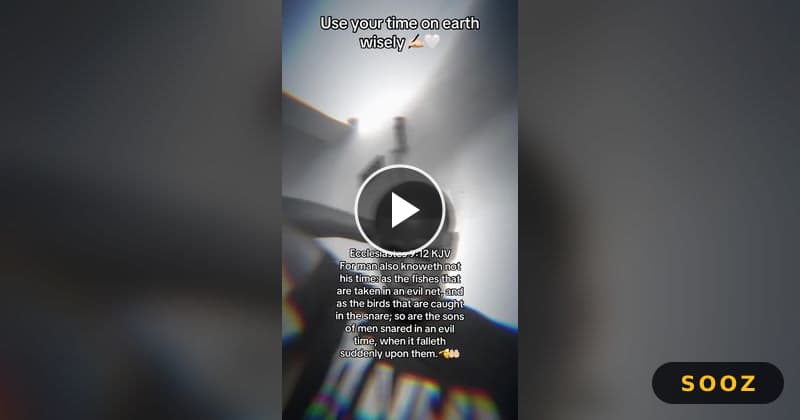 Use your time on earth
wisely ✍🏻🤍
Ecclesiastes 9:12 KJV
For man also knoweth not
his time: as the fishes that
are taken in an evil net, and
as the birds that are caught
in the snare; so are the sons
of men snared in an evil
time, when it falleth
suddenly upon them.
SOOZ